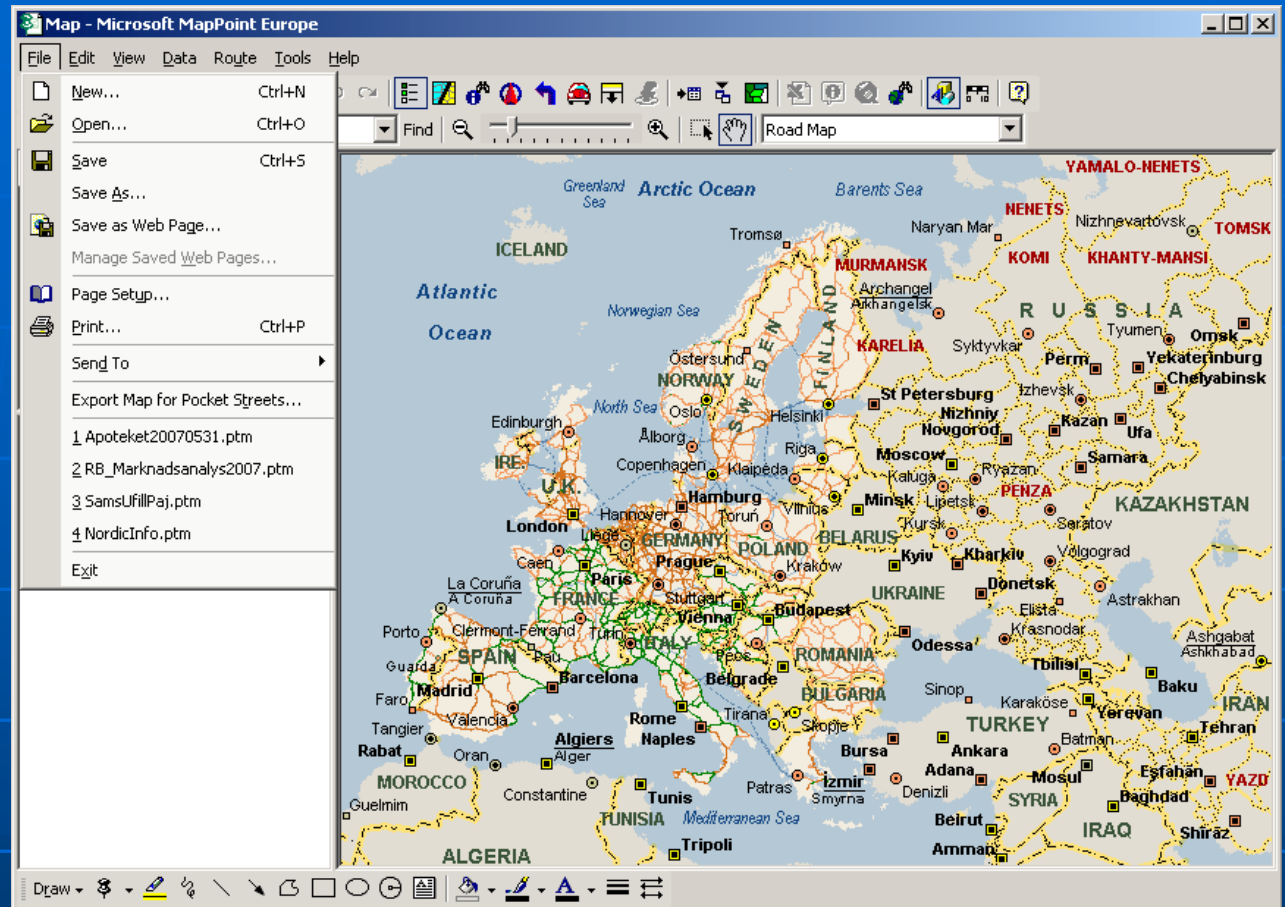 Map - Microsoft MapPoint Europe
File Edit View Data Route Tools Help
New... Ctrl+N
Open... Ctrl+O
Save Ctrl+S
Save As...
Save as Web Page...
Manage Saved Web Pages...
Page Setup...
Print... Ctrl+P
Send To
Export Map for Pocket Streets...
1 Apoteket20070531.ptm
2 RB_Marknadsanalys2007.ptm
3 SamsUfillPaj.ptm
4 NordicInfo.ptm
Exit
Find
Road Map
YAMALO-NENETS
Greenland Sea
Arctic Ocean
Barents Sea
NENETS
Nizhnevartovsk
TOMSK
Naryan Mar
Tromsø
ICELAND
KOMI
KHANTY-MANSI
MURMANSK
Archangel
Arkhangelsk
Atlantic
Ocean
Norwegian Sea
RUSSIA
Tyumen
Omsk
SWEDEN
FINLAND
KARELIA
Syktyvkar
Perm
Yekaterinburg
Chelyabinsk
Östersund
NORWAY
Izhevsk
St Petersburg
North Sea
Oslo
Helsinki
Nizhniy
Novgorod
Kazan
Ufa
Edinburgh
Ålborg
Riga
Moscow
Samara
IRE.
Copenhagen
Klaipėda
Kaluga
Ryazan
U.K.
Hamburg
Minsk
Lipetsk
PENZA
KAZAKHSTAN
London
Hannover
Toruń
Vilnius
Kursk
Saratov
Liege
GERMANY
POLAND
BELARUS
Caen
Prague
Kraków
Kyiv
Kharkiv
Volgograd
La Coruña
A Coruña
Paris
FRANCE
Stuttgart
Vienna
Budapest
UKRAINE
Donetsk
Elista
Astrakhan
Porto
Clermont-Ferrand
Turin
ITALY
Pécs
ROMANIA
Odessa
Krasnodar
Ashgabat
Ashkhabad
Guarda
SPAIN
Pau
Barcelona
Belgrade
Tbilisi
Baku
Madrid
BULGARIA
Sinop
Karaköse
IRAN
Faro
Valencia
Rome
Tirana
Skopje
TURKEY
Yerevan
Tehran
Tangier
Naples
Batman
Rabat
Oran
Algiers
Alger
Bursa
Ankara
MOROCCO
Constantine
Patras
Izmir
Smyrna
Denizli
Adana
Mosul
Esfahan
YAZD
Guelmim
Tunis
TUNISIA
Mediterranean Sea
SYRIA
Baghdad
Beirut
IRAQ
Shīrāz
ALGERIA
Tripoli
Amman
Draw